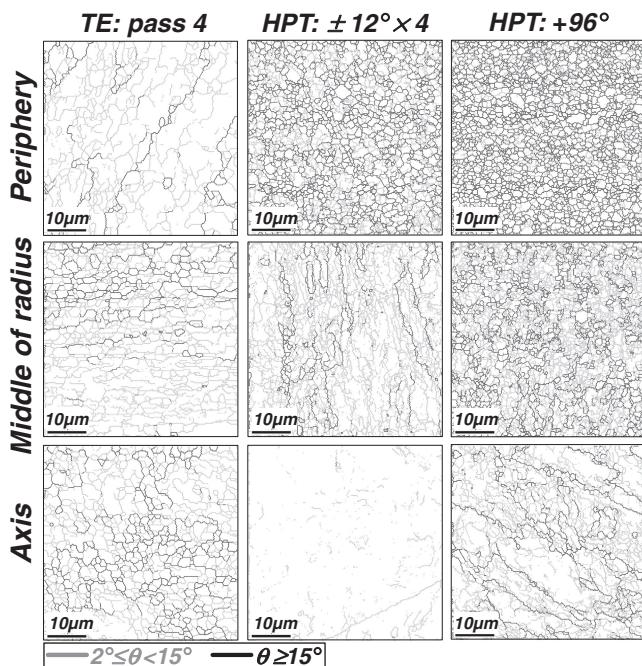 TE: pass 4 HPT: ±12°×4 HPT: +96°
Periphery
10μm 10μm 10μm
Middle of radius
10μm 10μm 10μm
Axis
10μm 10μm 10μm
2°≤θ<15° θ≥15°